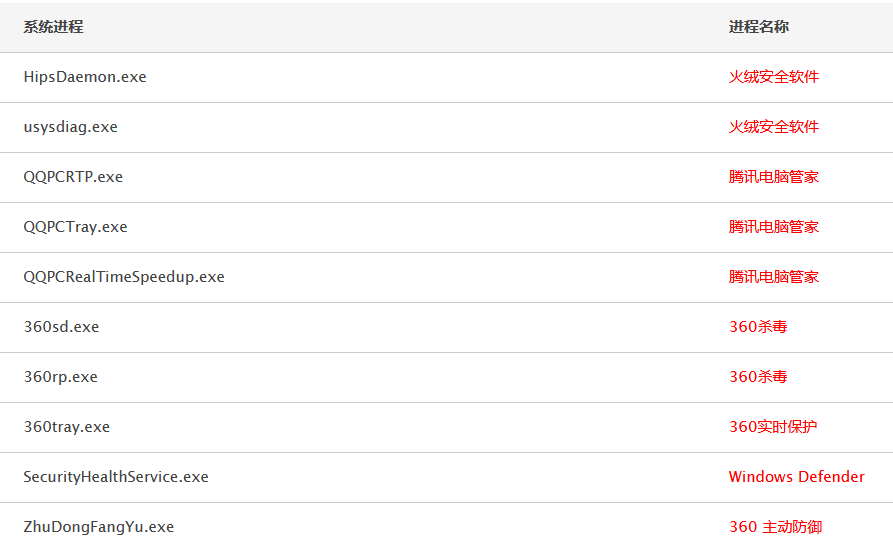 系统进程 进程名称
HipsDaemon.exe 火绒安全软件
usysdiag.exe 火绒安全软件
QQPCRTP.exe 腾讯电脑管家
QQPCTray.exe 腾讯电脑管家
QQPCRealTimeSpeedup.exe 腾讯电脑管家
360sd.exe 360杀毒
360rp.exe 360杀毒
360tray.exe 360实时保护
SecurityHealthService.exe Windows Defender
ZhuDongFangYu.exe 360 主动防御